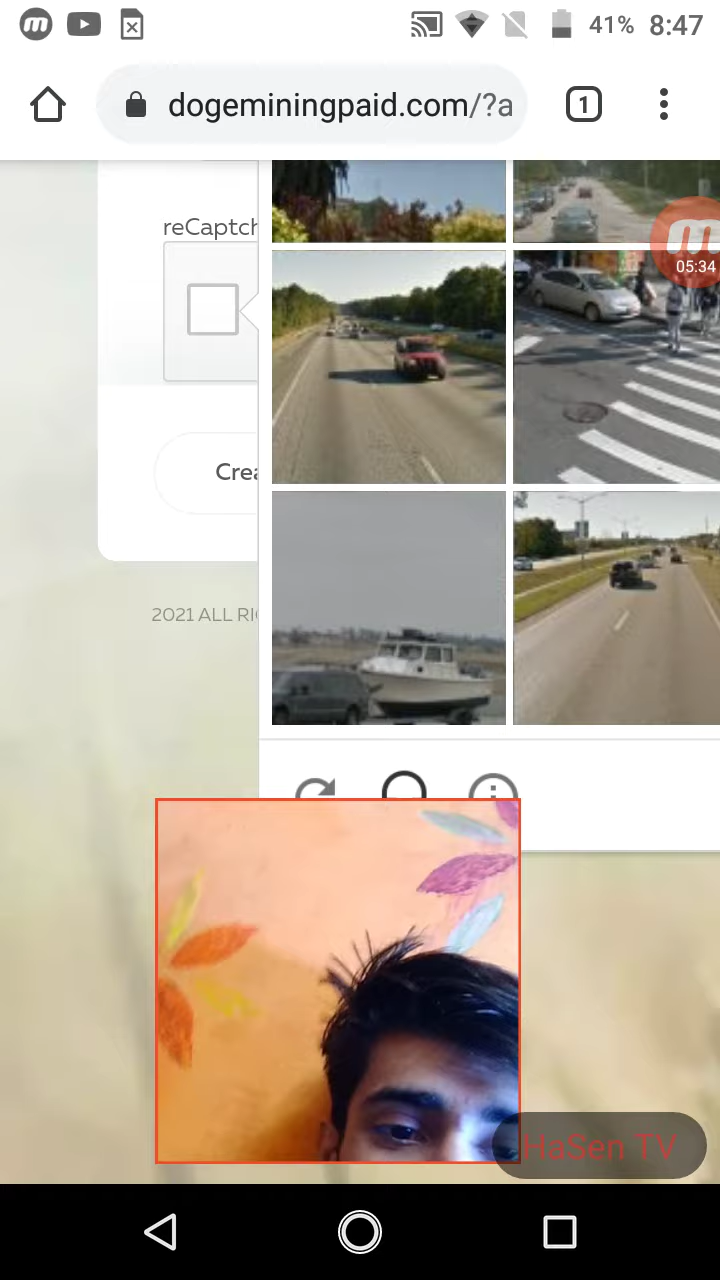 41% 8:47
dogeminingpaid.com/?a
1
05:34
reCaptch
Crea
2021 ALL RI
HaSen TV